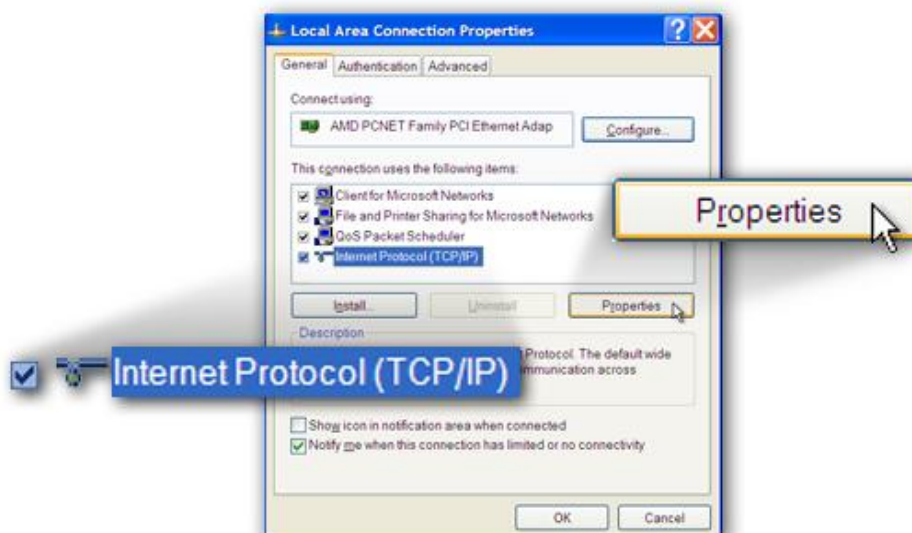 Local Area Connection Properties
General Authentication Advanced
Connect using:
AMD PCNET Family PCI Ethernet Adap
Configure...
This connection uses the following items:
Client for Microsoft Networks
File and Printer Sharing for Microsoft Networks
QoS Packet Scheduler
Internet Protocol (TCP/IP)
Properties
Install... Uninstall Properties
Description
Protocol. The default wide
Internet Protocol (TCP/IP)
across
Show icon in notification area when connected
Notify me when this connection has limited or no connectivity
OK Cancel